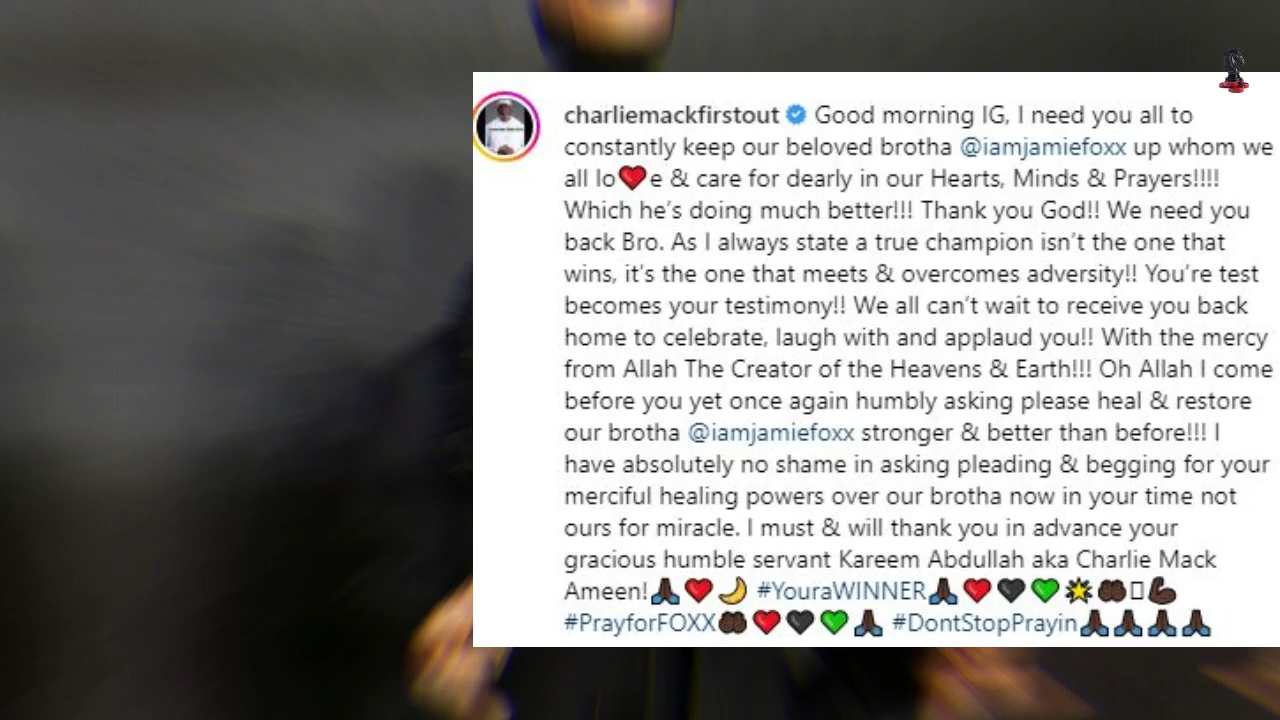 charliemackfirstout Good morning IG, I need you all to
constantly keep our beloved brotha @iamjamiefoxx up whom we
all lo❤️e & care for dearly in our Hearts, Minds & Prayers!!!!
Which he's doing much better!!! Thank you God!! We need you
back Bro. As I always state a true champion isn't the one that
wins, it's the one that meets & overcomes adversity!! You're test
becomes your testimony!! We all can't wait to receive you back
home to celebrate, laugh with and applaud you!! With the mercy
from Allah The Creator of the Heavens & Earth!!! Oh Allah I come
before you yet once again humbly asking please heal & restore
our brotha @iamjamiefoxx stronger & better than before!!! I
have absolutely no shame in asking pleading & begging for your
merciful healing powers over our brotha now in your time not
ours for miracle. I must & will thank you in advance your
gracious humble servant Kareem Abdullah aka Charlie Mack
Ameen!🙏🏿❤️🌙 #YouraWINNER🙏🏿❤️🖤💚🌟🤲🏿▯💪🏿
#PrayforFOXX🤲🏿❤️🖤💚🙏🏿 #DontStopPrayin🙏🏿🙏🏿🙏🏿🙏🏿